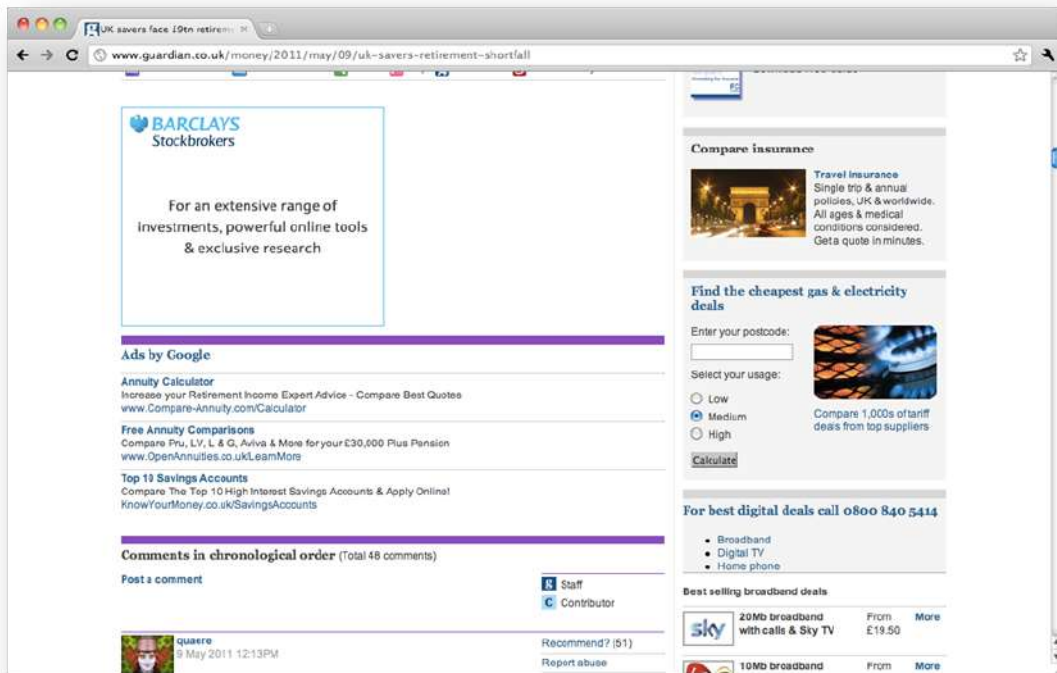 UK savers face £9tn retirem
www.guardian.co.uk/money/2011/may/09/uk-savers-retirement-shortfall
BARCLAYS
Stockbrokers
For an extensive range of
investments, powerful online tools
& exclusive research
Ads by Google
Annuity Calculator
Increase your Retirement Income Expert Advice - Compare Best Quotes
www.Compare-Annuity.com/Calculator
Free Annuity Comparisons
Compare Pru, LV, L & G, Aviva & More for your £30,000 Plus Pension
www.OpenAnnuities.co.uk/LearnMore
Top 10 Savings Accounts
Compare The Top 10 High Interest Savings Accounts & Apply Online!
KnowYourMoney.co.uk/SavingsAccounts
Comments in chronological order (Total 48 comments)
Post a comment
g Staff
C Contributor
quaere
9 May 2011 12:13PM
Recommend? (51)
Report abuse
Compare insurance
Travel insurance
Single trip & annual
policies, UK & worldwide.
All ages & medical
conditions considered.
Get a quote in minutes.
Find the cheapest gas & electricity
deals
Enter your postcode:
Select your usage:
Low
Medium
High
Calculate
Compare 1,000s of tariff
deals from top suppliers
For best digital deals call 0800 840 5414
Broadband
Digital TV
Home phone
Best selling broadband deals
sky
20Mb broadband From More
with calls & Sky TV £19.50
10Mb broadband From More